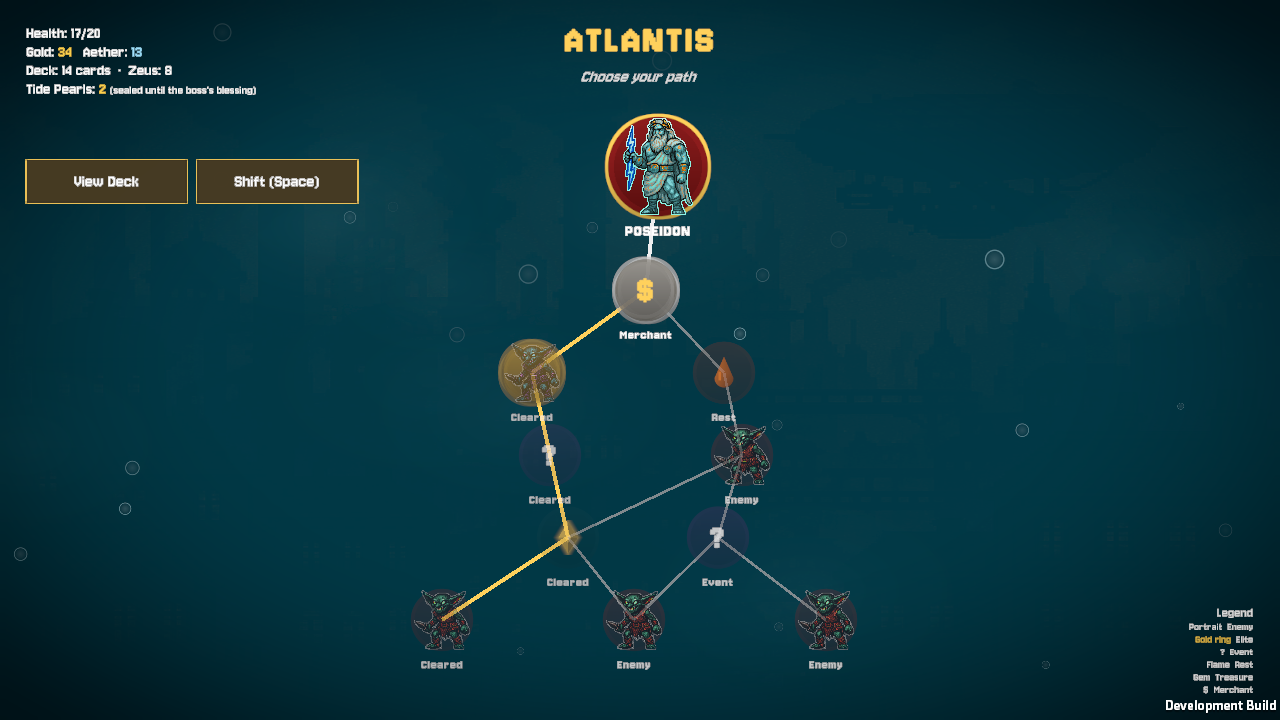 Health: 17/20
Gold: 34 Aether: 13
Deck: 14 cards · Zeus: 8
Tide Pearls: 2 (sealed until the boss's blessing)
ATLANTIS
Choose your path
View Deck
Shift (Space)
POSEIDON
$
Merchant
Cleared
Rest
?
Cleared
Enemy
?
Cleared
Event
Cleared
Enemy
Enemy
Legend
Portrait Enemy
Gold ring Elite
? Event
Flame Rest
Gem Treasure
$ Merchant
Development Build